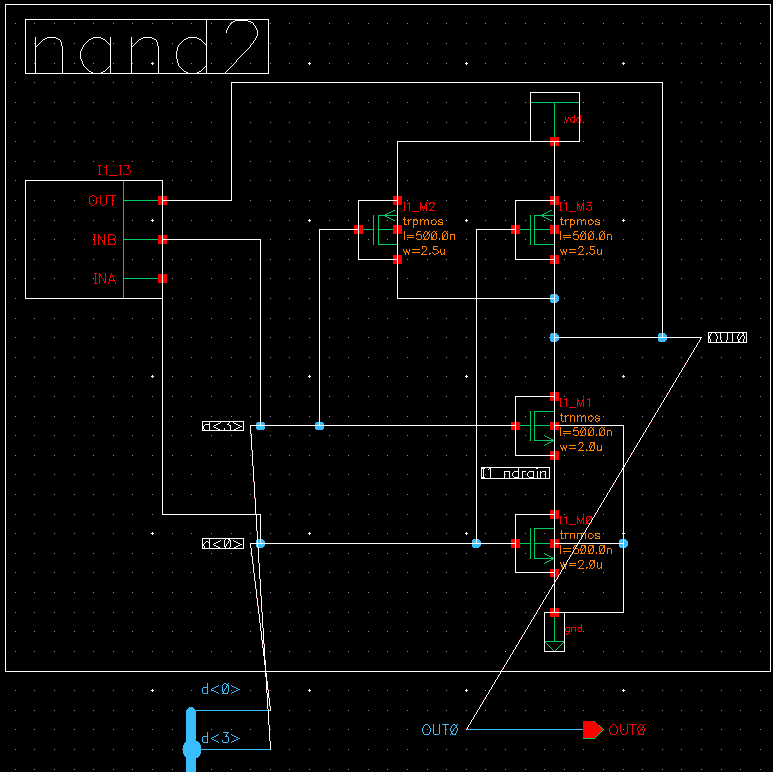 nand2
vdd
I1_I3
OUT
INB
INA
I1_M2
trpmos
l=500.0n
w=2.5u
I1_M3
trpmos
l=500.0n
w=2.5u
OUT0
I1_M1
trnmos
l=500.0n
w=2.0u
d<3>
I1_ndrain
I1_M0
trnmos
l=500.0n
w=2.0u
d<0>
gnd
d<0>
d<3>
OUT0
OUT0